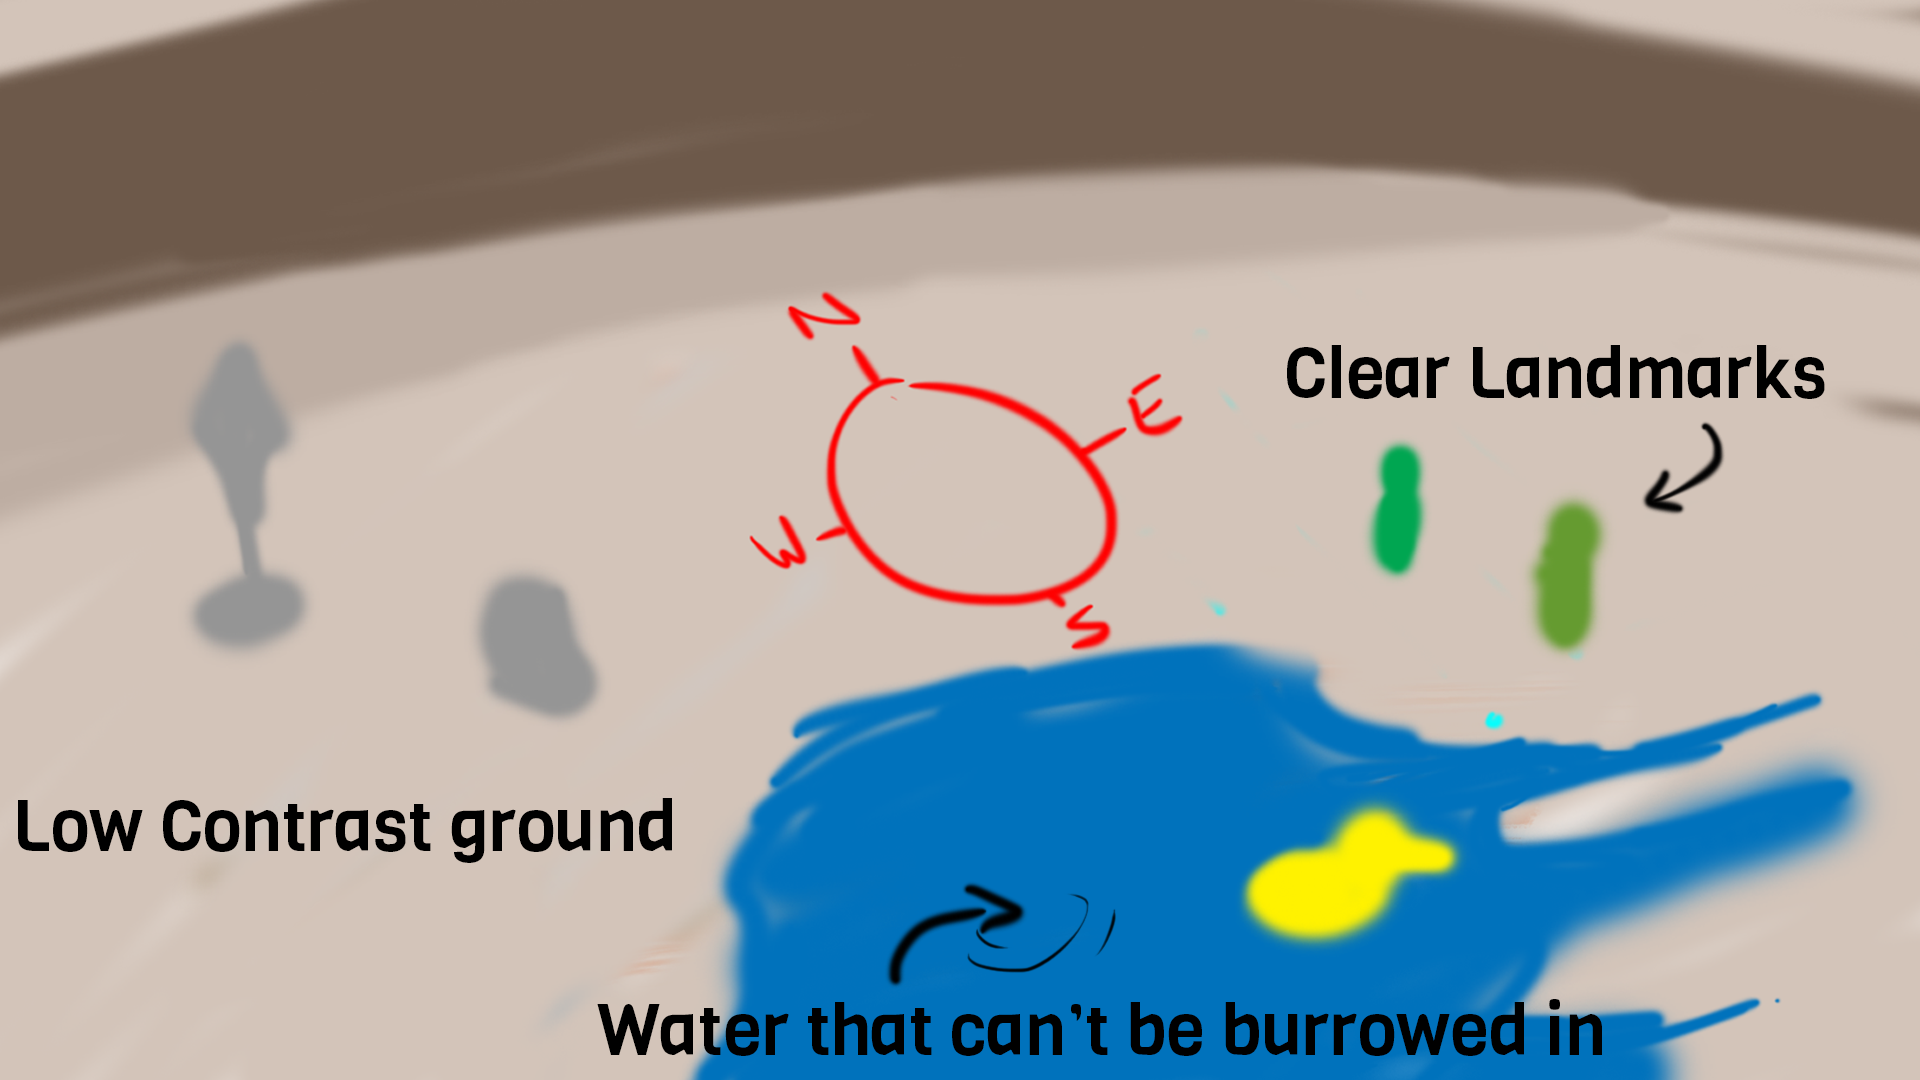 N
E
Clear Landmarks
W
S
Low Contrast ground
Water that can't be burrowed in